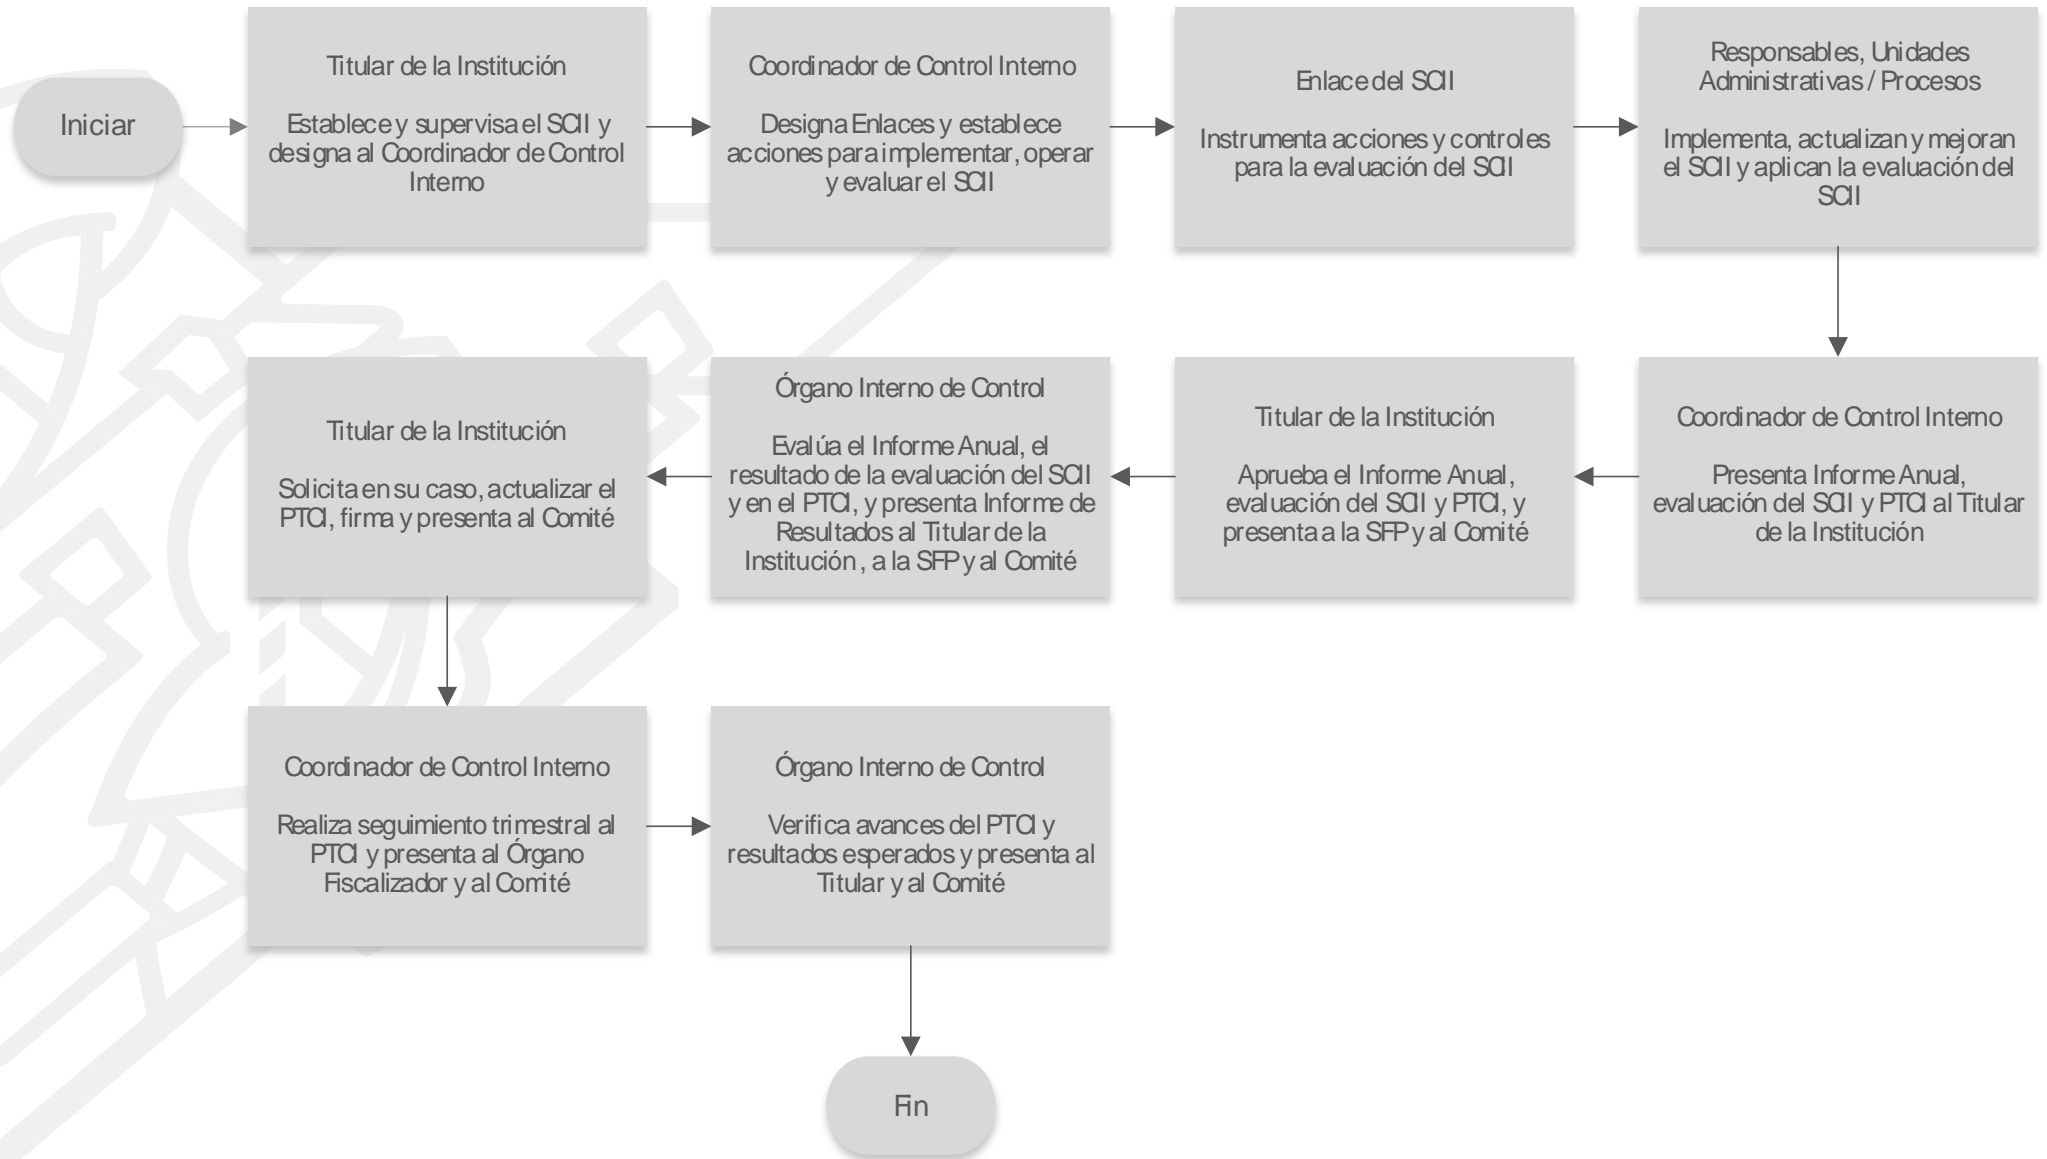 Iniciar
Titular de la Institución
Establece y supervisa el SCII y
designa al Coordinador de Control
Interno
Coordinador de Control Interno
Designa Enlaces y establece
acciones para implementar, operar
y evaluar el SCII
Enlace del SCII
Instrumenta acciones y controles
para la evaluación del SCII
Responsables, Unidades
Administrativas / Procesos
Implementa, actualizan y mejoran
el SCII y aplican la evaluación del
SCII
Coordinador de Control Interno
Presenta Informe Anual,
evaluación del SCII y PTCI al Titular
de la Institución
Titular de la Institución
Aprueba el Informe Anual,
evaluación del SCII y PTCI, y
presenta a la SFP y al Comité
Órgano Interno de Control
Evalúa el Informe Anual, el
resultado de la evaluación del SCII
y en el PTCI, y presenta Informe de
Resultados al Titular de la
Institución , a la SFP y al Comité
Titular de la Institución
Solicita en su caso, actualizar el
PTCI, firma y presenta al Comité
Coordinador de Control Interno
Realiza seguimiento trimestral al
PTCI y presenta al Órgano
Fiscalizador y al Comité
Órgano Interno de Control
Verifica avances del PTCI y
resultados esperados y presenta al
Titular y al Comité
Fin